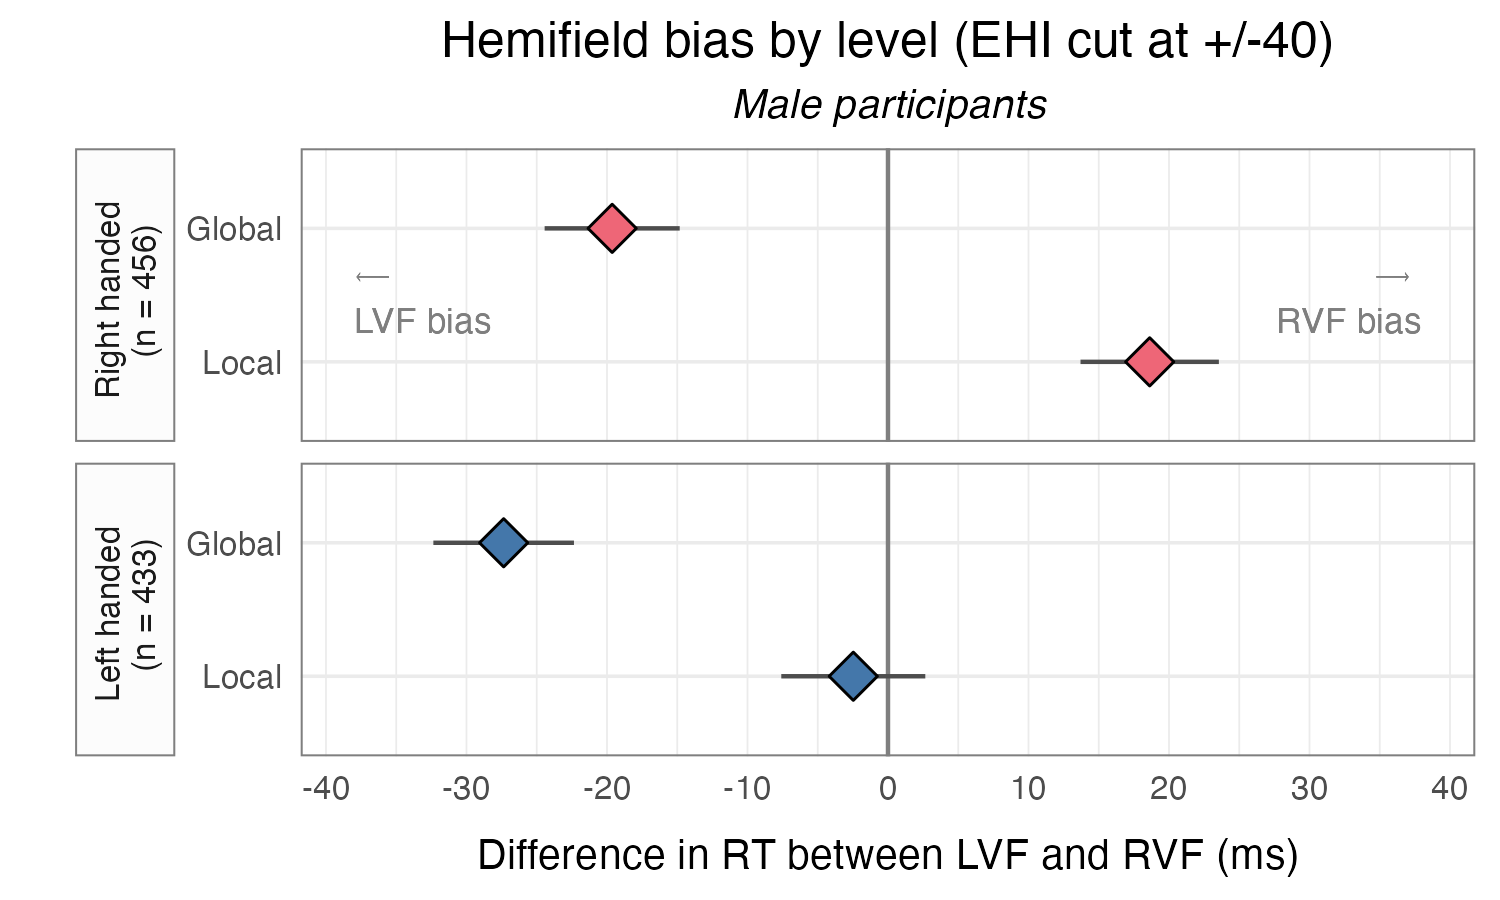 Hemifield bias by level (EHI cut at +/-40)
Male participants
Right handed
(n = 456)
Global
LVF bias
RVF bias
Local
Left handed
(n = 433)
Global
Local
-40 -30 -20 -10 0 10 20 30 40
Difference in RT between LVF and RVF (ms)